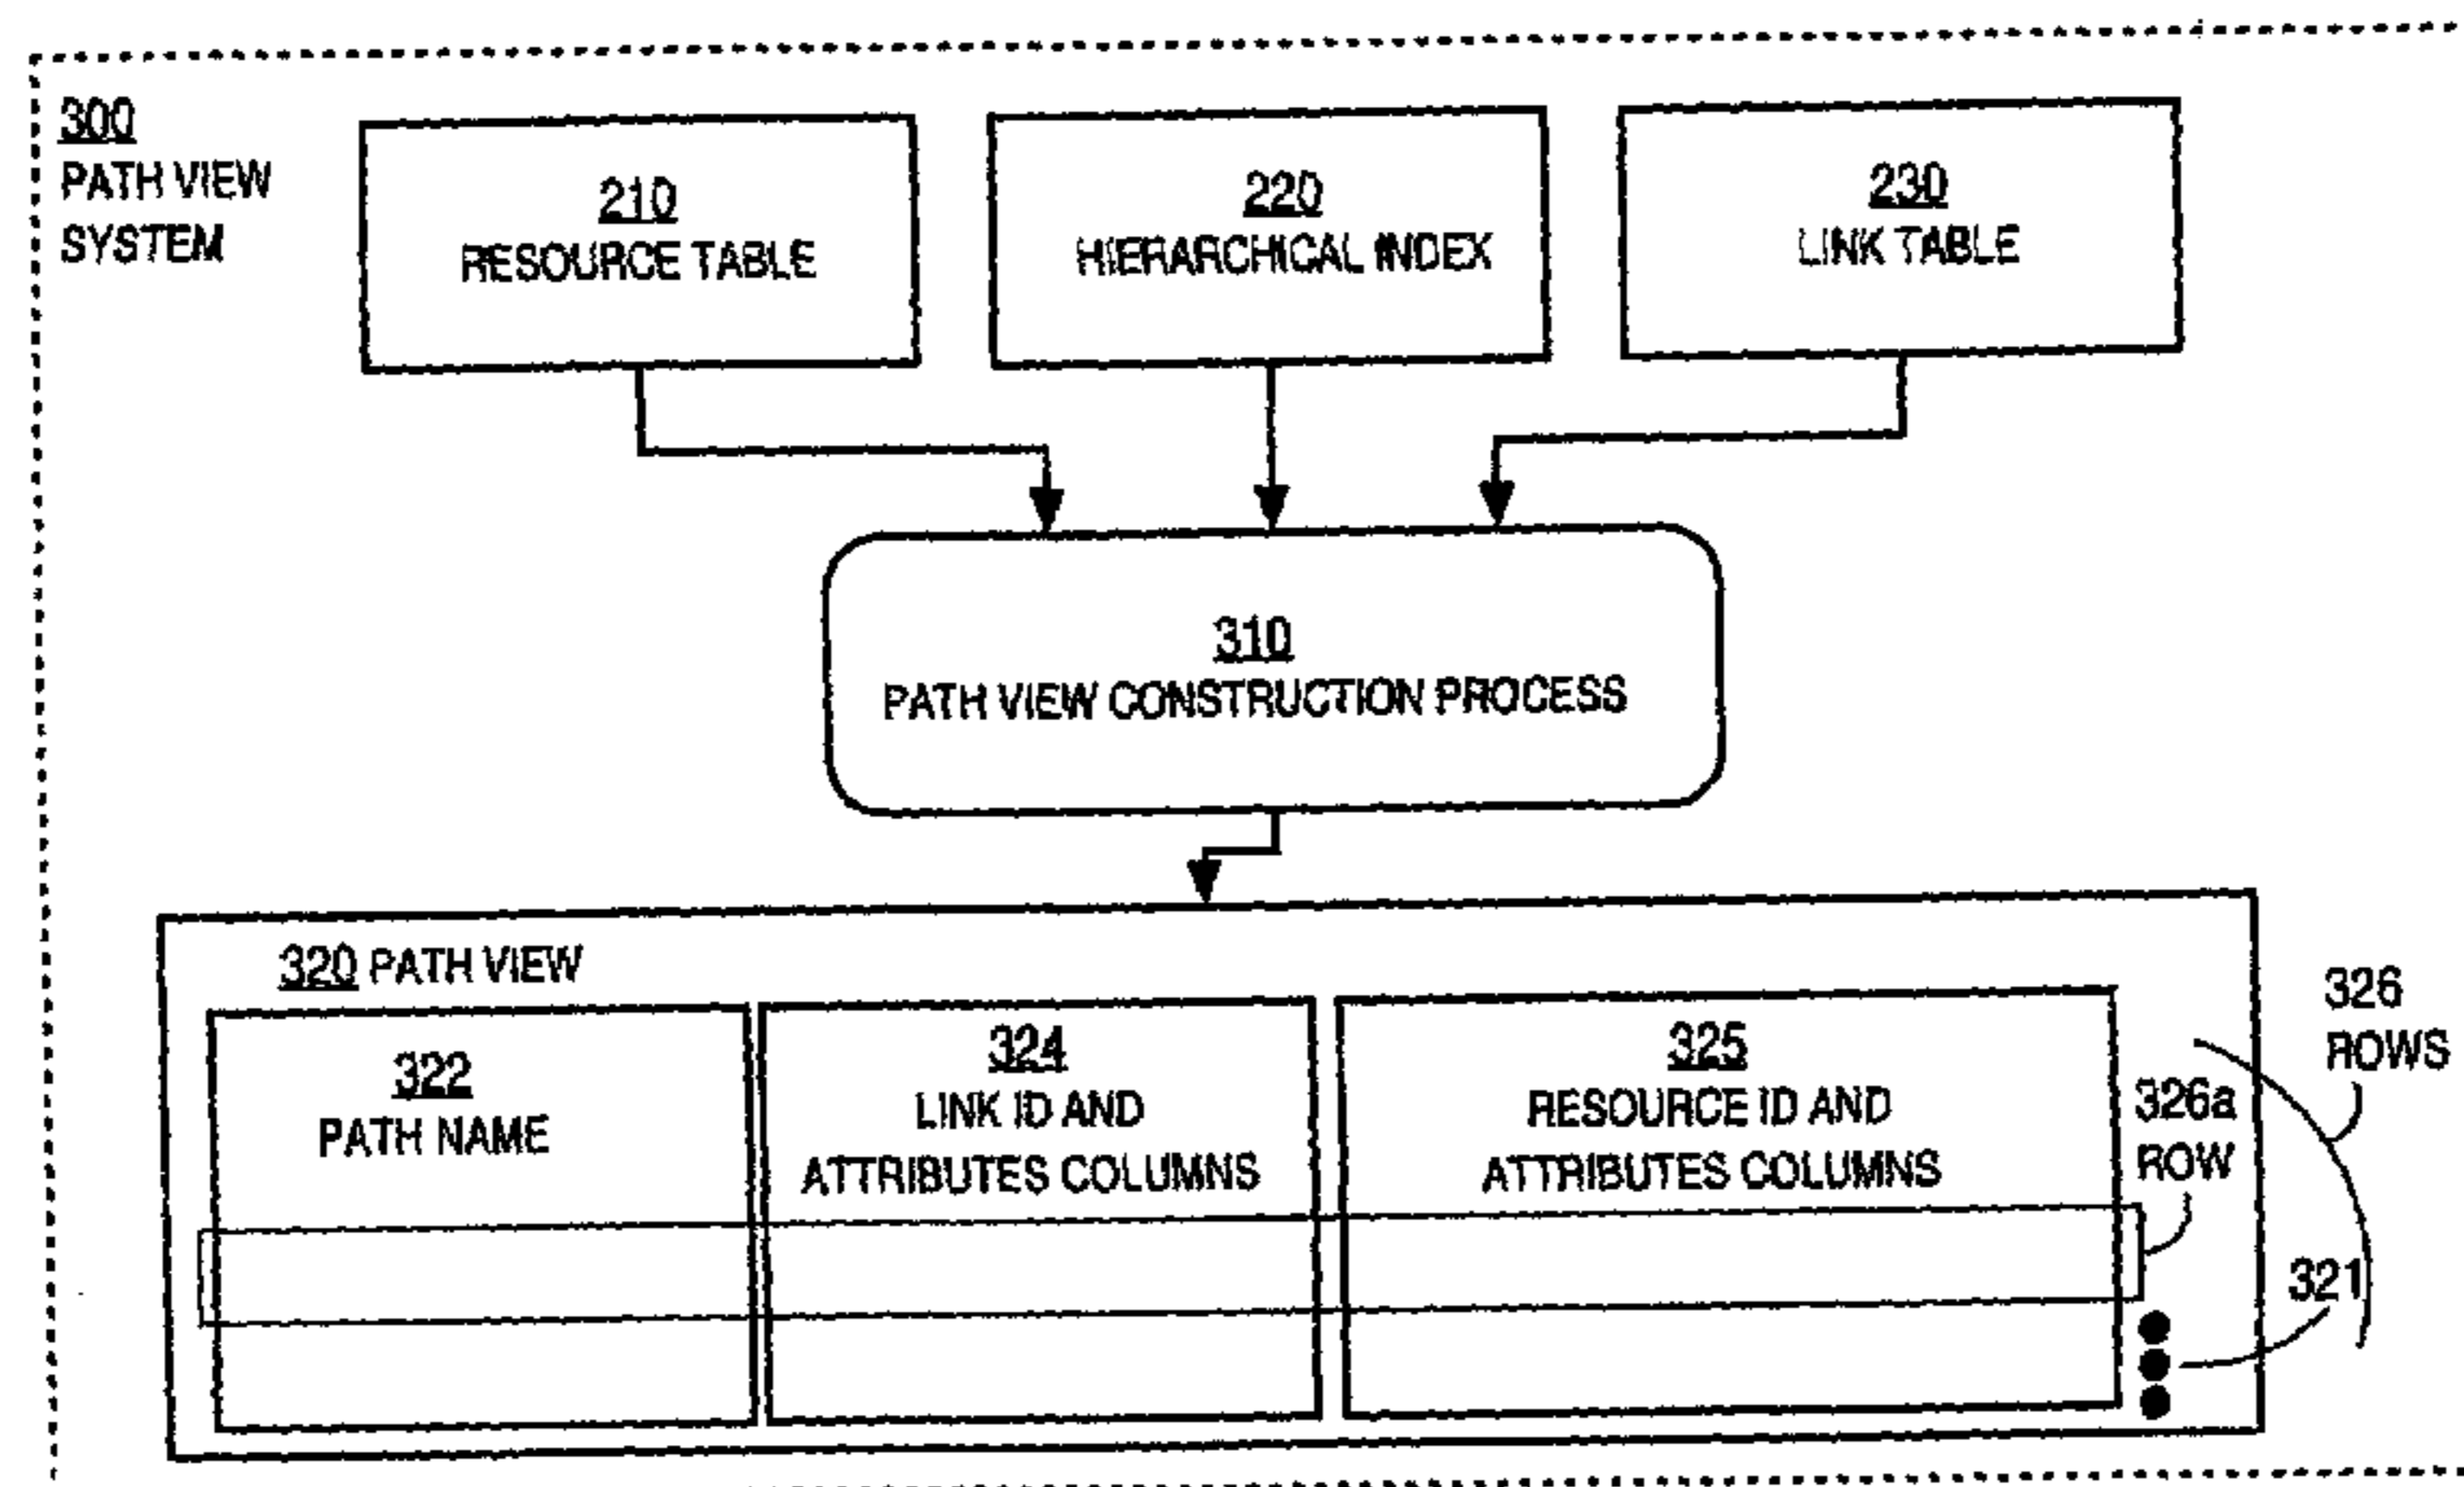 300
PATH VIEW
SYSTEM
210
RESOURCE TABLE
220
HIERARCHICAL INDEX
230
LINK TABLE
310
PATH VIEW CONSTRUCTION PROCESS
320 PATH VIEW
322
PATH NAME
324
LINK ID AND
ATTRIBUTES COLUMNS
325
RESOURCE ID AND
ATTRIBUTES COLUMNS
326
ROWS
326a
ROW
321